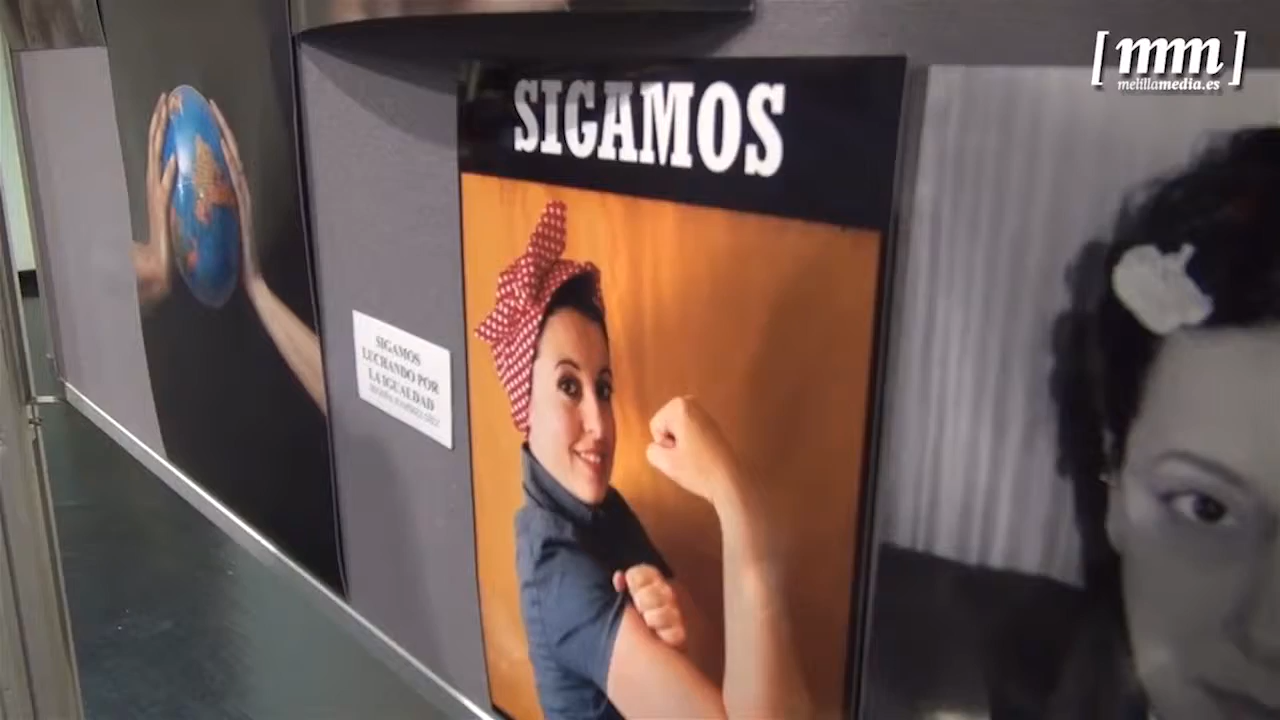 [mm]
melillamedia.es
SIGAMOS
SIGAMOS
LUCHANDO POR
LA IGUALDAD